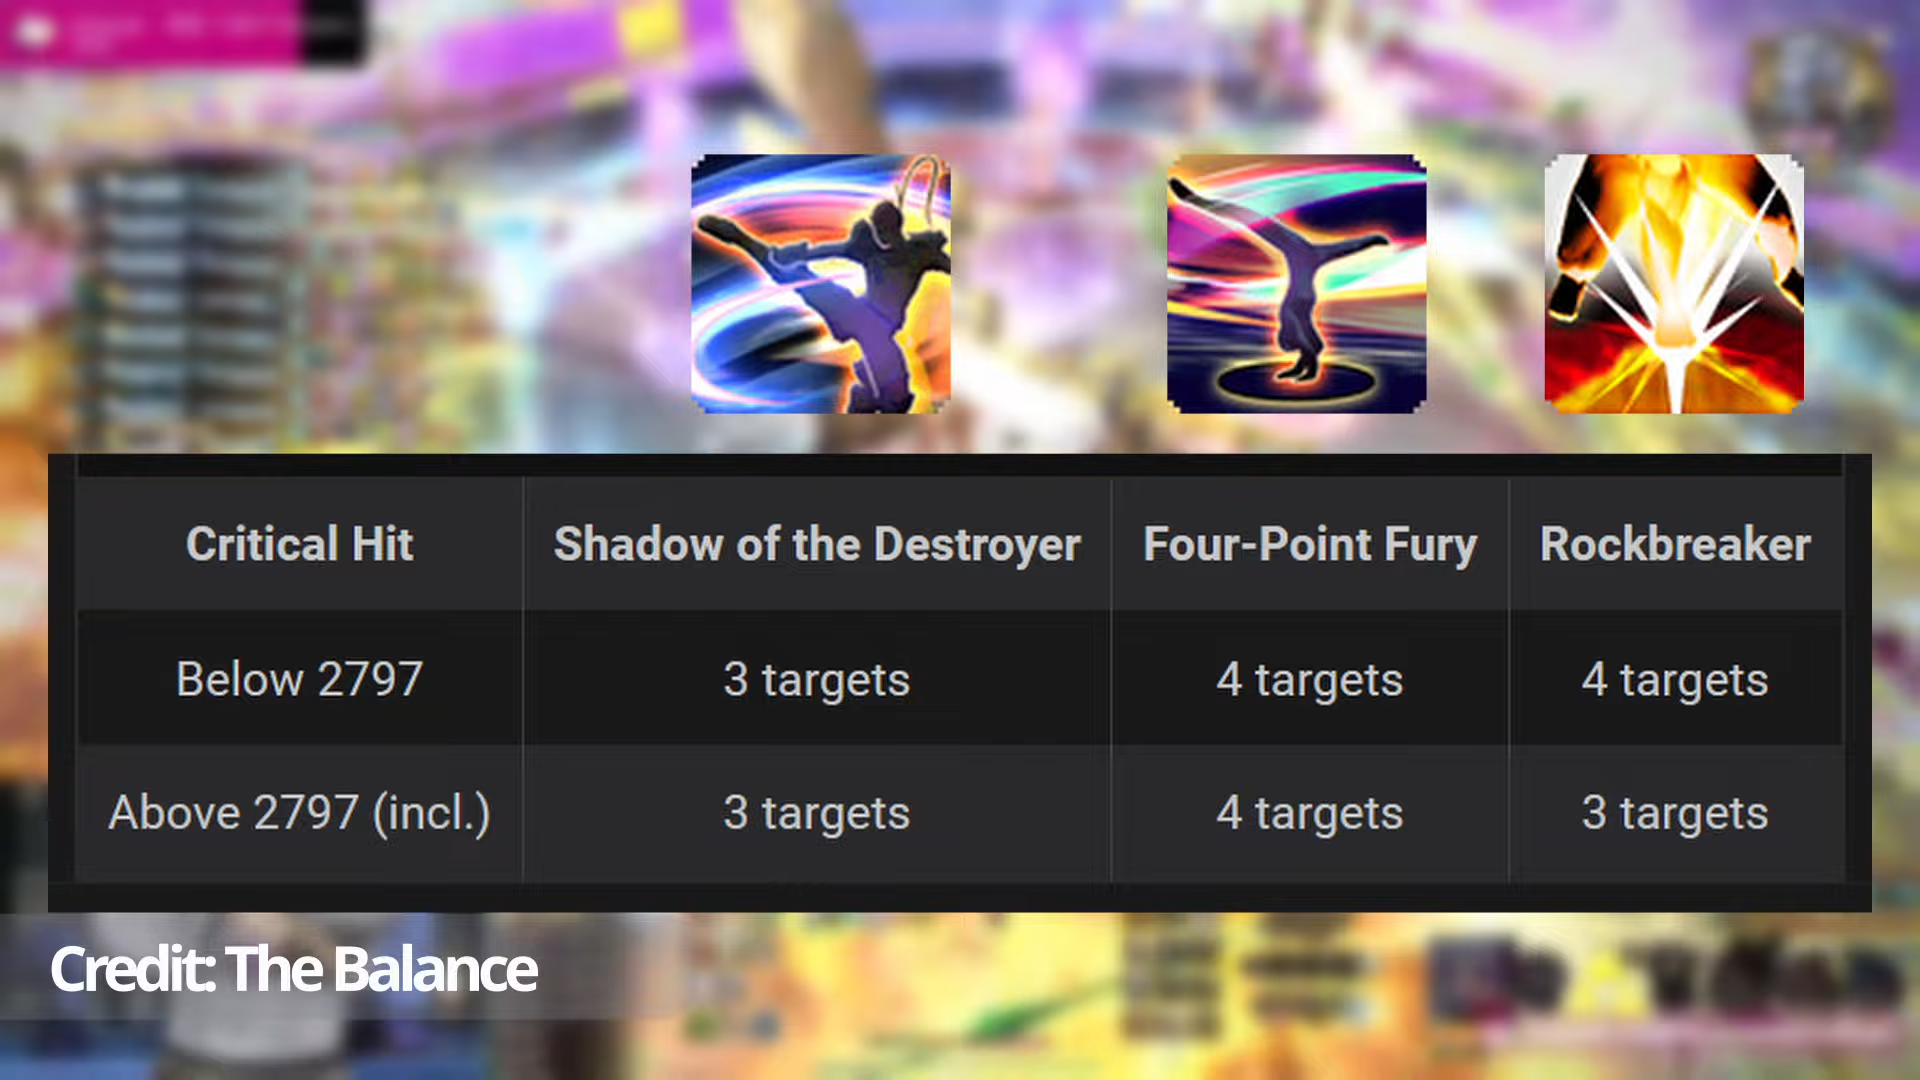 Critical Hit Shadow of the Destroyer Four-Point Fury Rockbreaker
Below 2797 3 targets 4 targets 4 targets
Above 2797 (incl.) 3 targets 4 targets 3 targets
Credit: The Balance